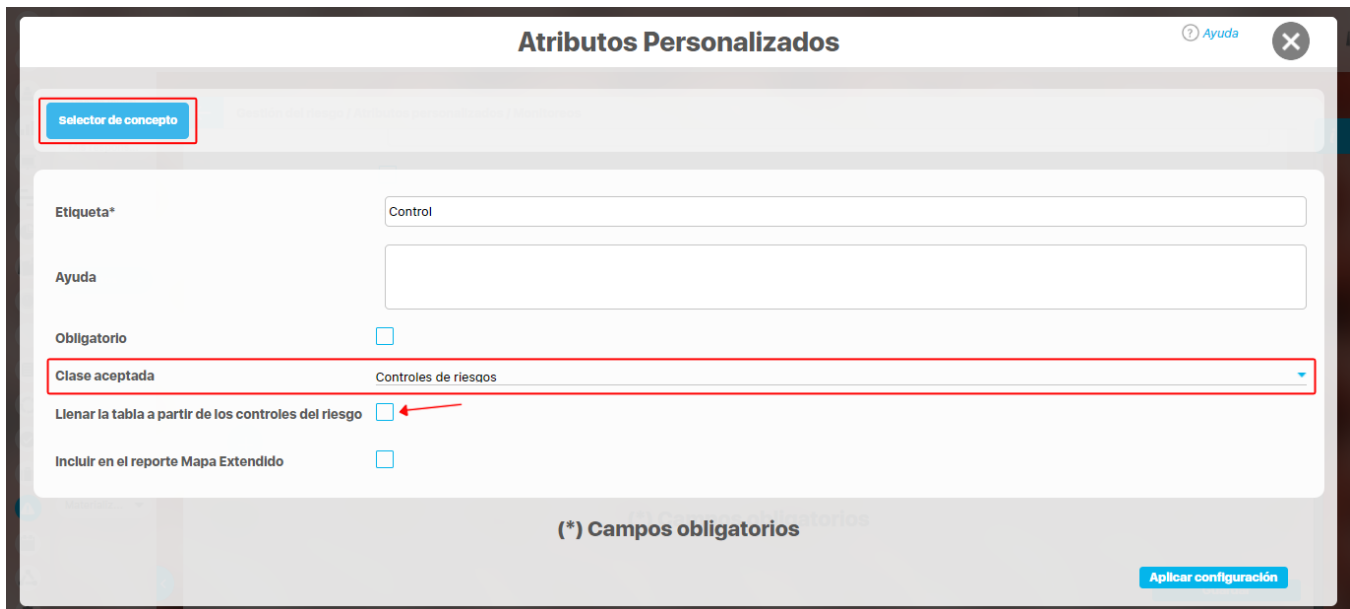 Atributos Personalizados
? Ayuda
Selector de concepto
Etiqueta*
Control
Ayuda
Obligatorio
Clase aceptada
Controles de riesgos
Llenar la tabla a partir de los controles del riesgo
Incluir en el reporte Mapa Extendido
(*) Campos obligatorios
Aplicar configuración